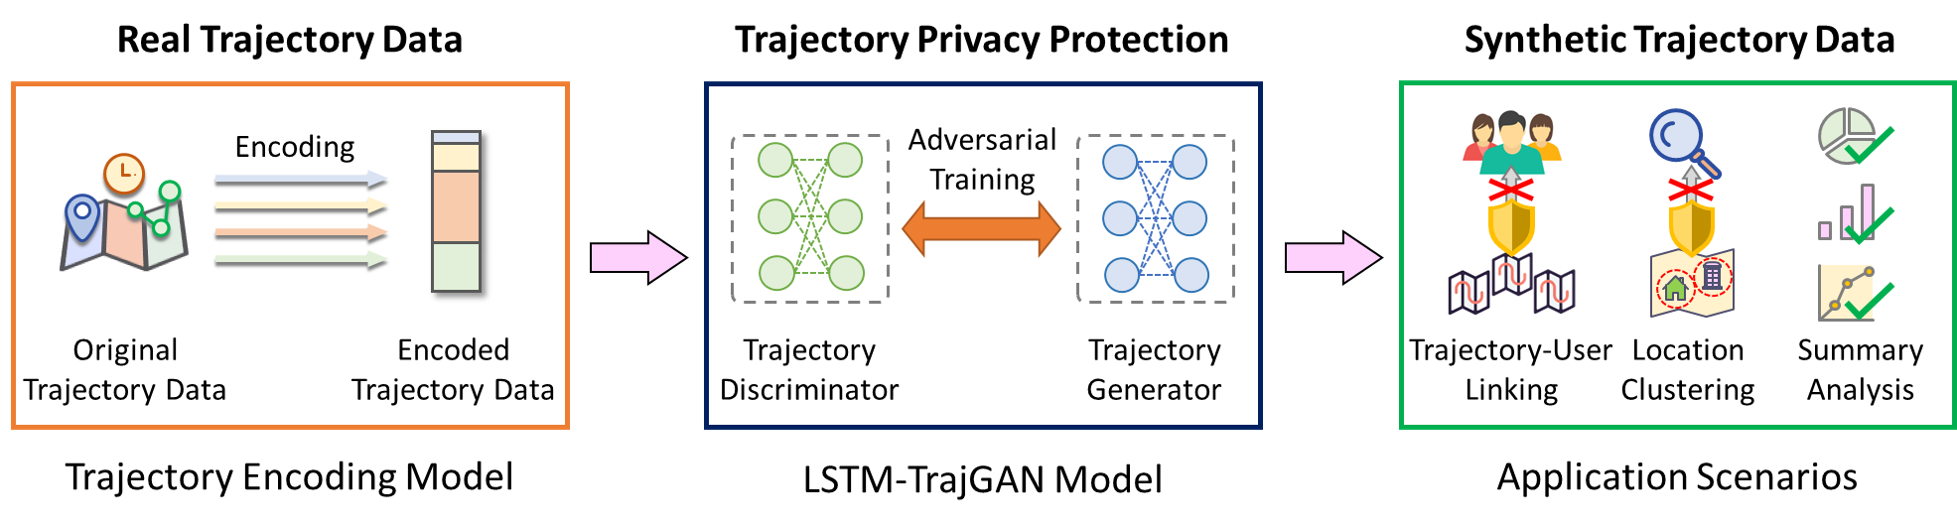 Real Trajectory Data
Encoding
Original
Trajectory Data
Encoded
Trajectory Data
Trajectory Encoding Model
Trajectory Privacy Protection
Adversarial
Training
Trajectory
Discriminator
Trajectory
Generator
LSTM-TrajGAN Model
Synthetic Trajectory Data
Trajectory-User
Linking
Location
Clustering
Summary
Analysis
Application Scenarios